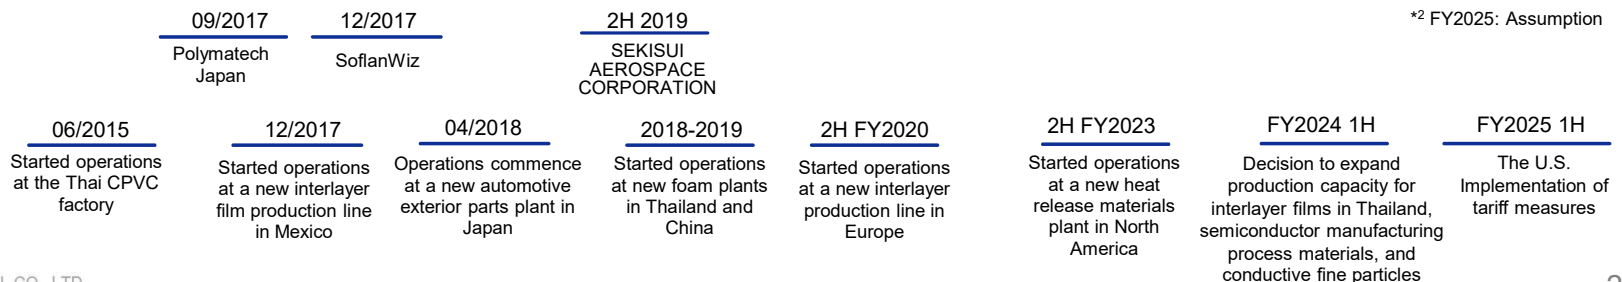 09/2017
Polymatech
Japan
12/2017
SoflanWiz
2H 2019
SEKISUI
AEROSPACE
CORPORATION
*2 FY2025: Assumption
06/2015
Started operations
at the Thai CPVC
factory
12/2017
Started operations
at a new interlayer
film production line
in Mexico
04/2018
Operations commence
at a new automotive
exterior parts plant in
Japan
2018-2019
Started operations
at new foam plants
in Thailand and
China
2H FY2020
Started operations
at a new interlayer
production line in
Europe
2H FY2023
Started operations
at a new heat
release materials
plant in North
America
FY2024 1H
Decision to expand
production capacity for
interlayer films in Thailand,
semiconductor manufacturing
process materials, and
conductive fine particles
FY2025 1H
The U.S.
Implementation of
tariff measures
CO., LTD.